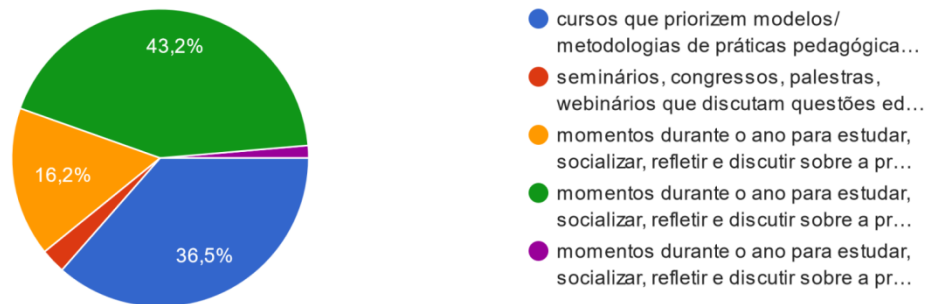 43,2%
16,2%
36,5%
cursos que priorizem modelos/
metodologias de práticas pedagógica…
seminários, congressos, palestras,
webinários que discutam questões ed…
momentos durante o ano para estudar,
socializar, refletir e discutir sobre a pr…
momentos durante o ano para estudar,
socializar, refletir e discutir sobre a pr…
momentos durante o ano para estudar,
socializar, refletir e discutir sobre a pr…